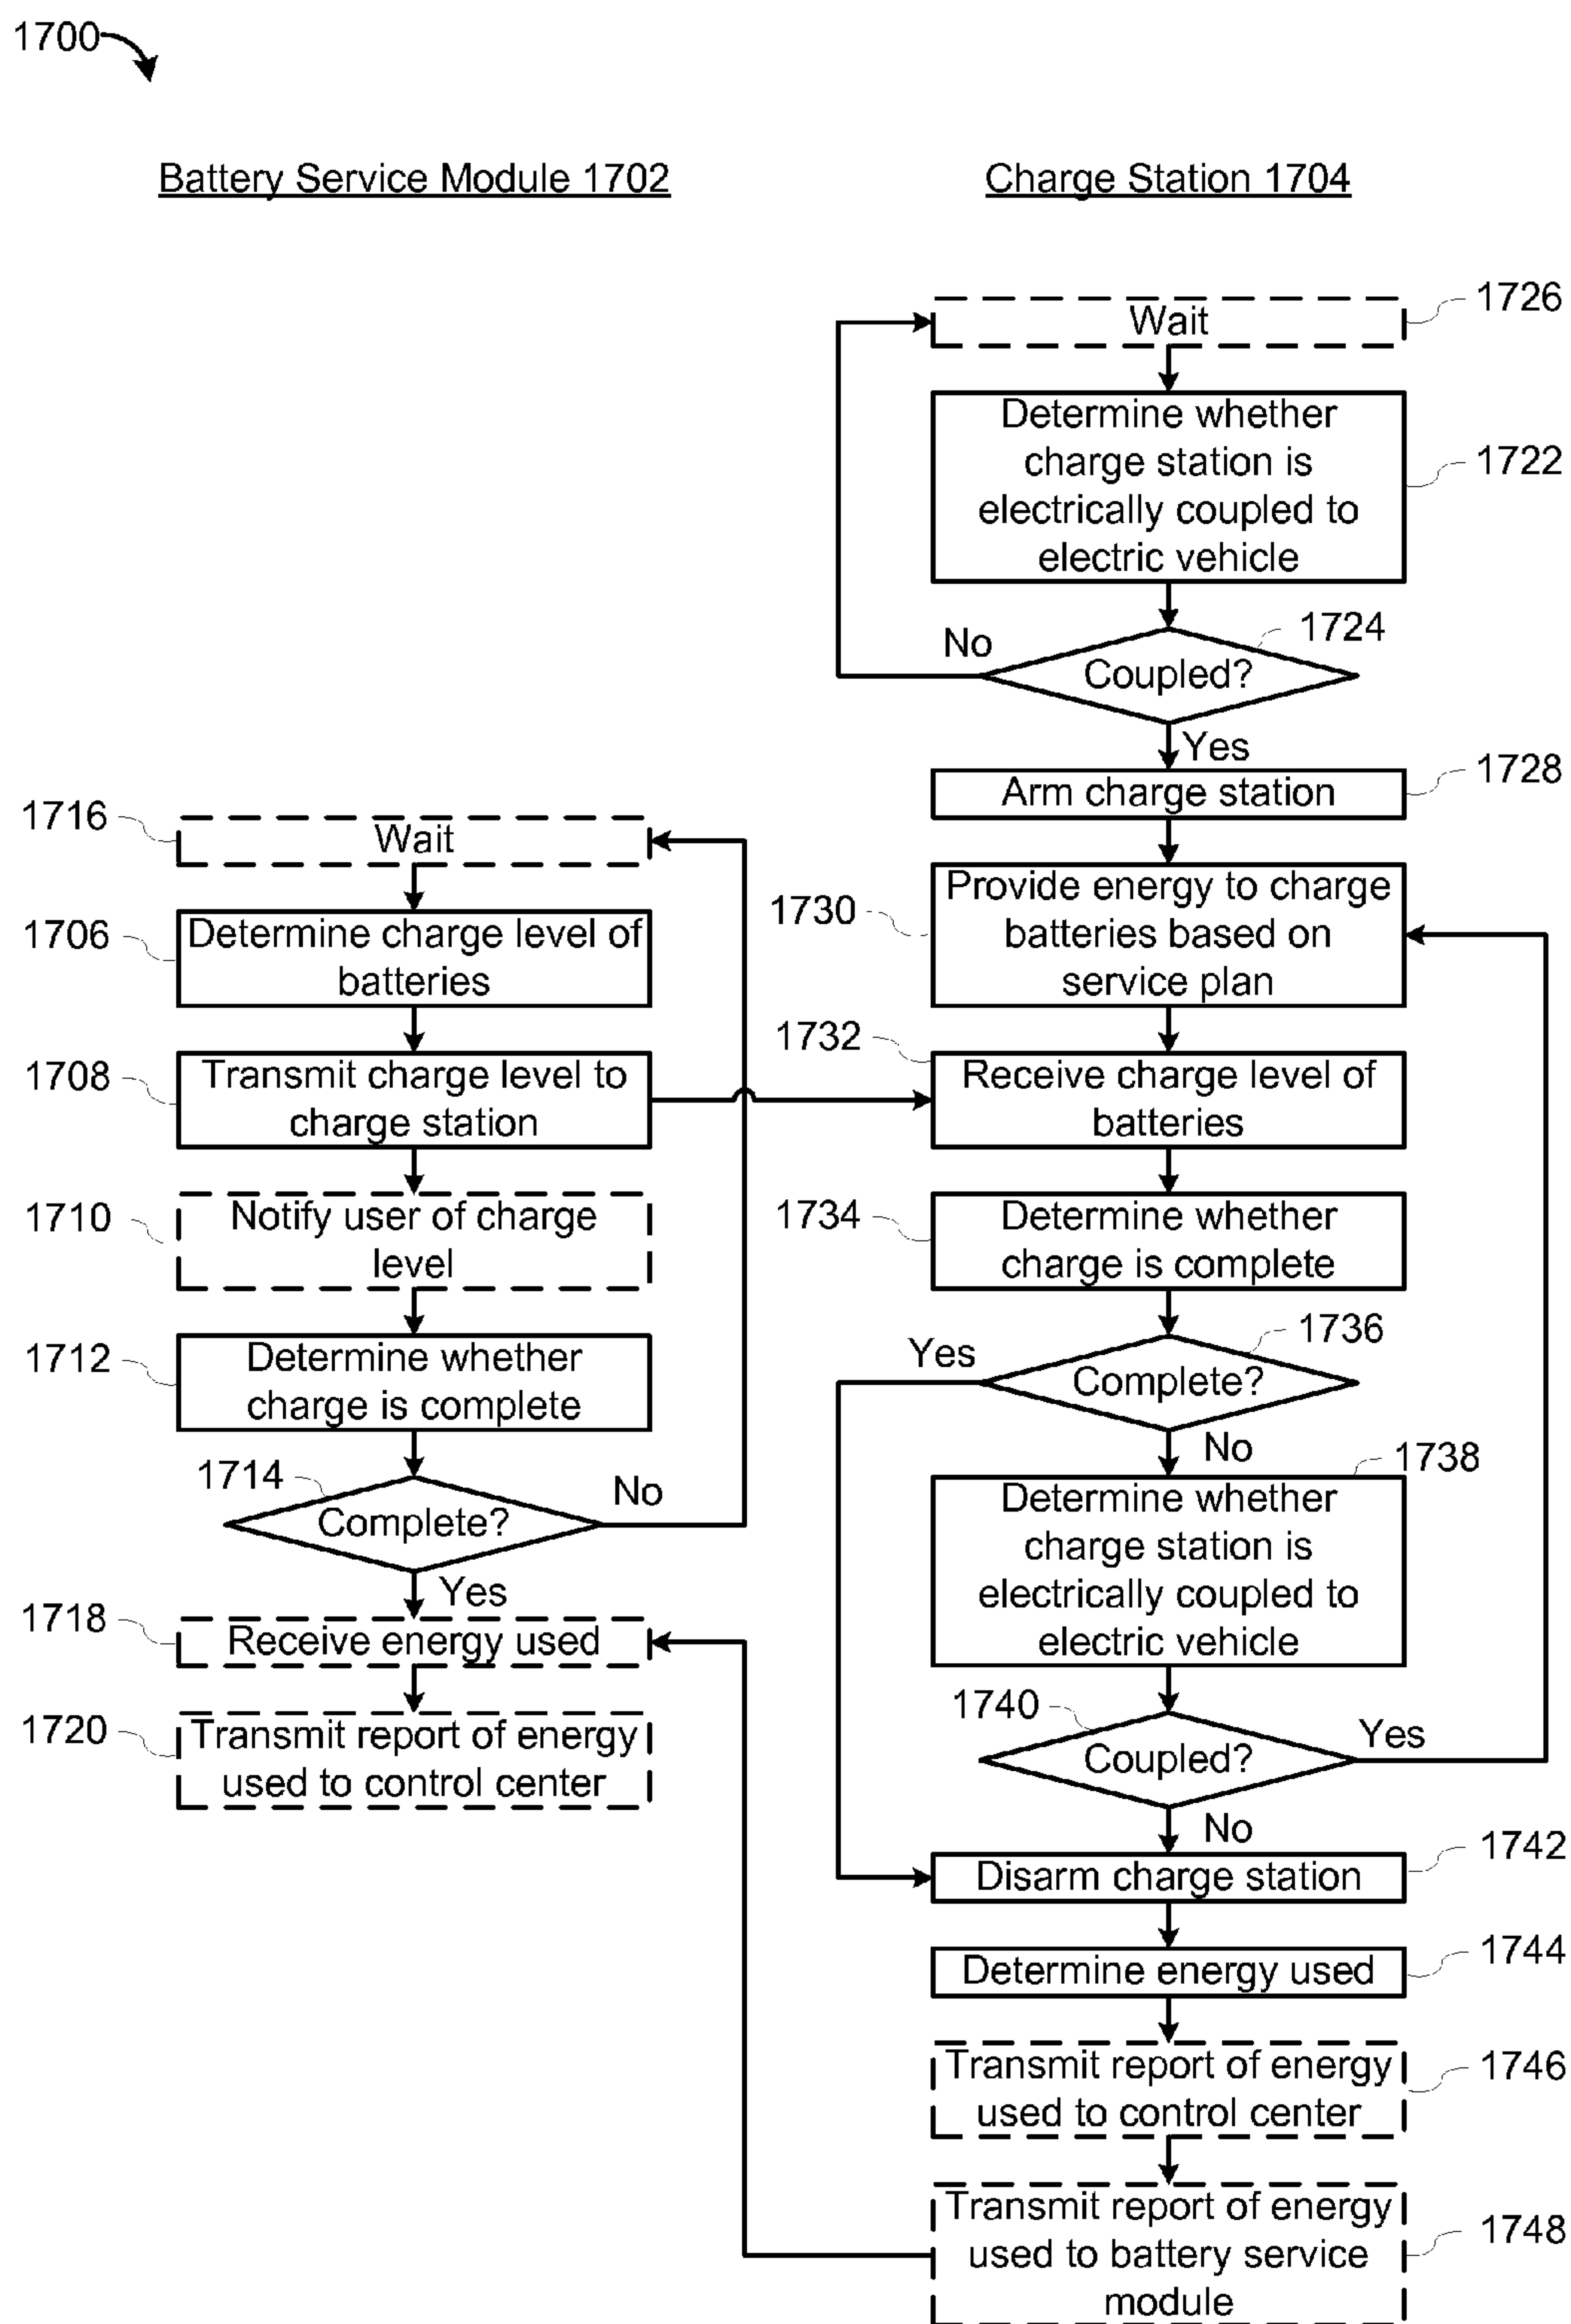 1700
Battery Service Module 1702
1716
Wait
1706
Determine charge level of
batteries
1708
Transmit charge level to
charge station
1710
Notify user of charge
level
1712
Determine whether
charge is complete
1714
Complete?
No
Yes
1718
Receive energy used
1720
Transmit report of energy
used to control center
Charge Station 1704
Wait
1726
Determine whether
charge station is
electrically coupled to
electric vehicle
1722
1724
No
Coupled?
Yes
Arm charge station
1728
1730
Provide energy to charge
batteries based on
service plan
1732
Receive charge level of
batteries
1734
Determine whether
charge is complete
1736
Yes
Complete?
No
1738
Determine whether
charge station is
electrically coupled to
electric vehicle
1740
Coupled?
Yes
No
Disarm charge station
1742
Determine energy used
1744
Transmit report of energy
used to control center
1746
Transmit report of energy
used to battery service
module
1748